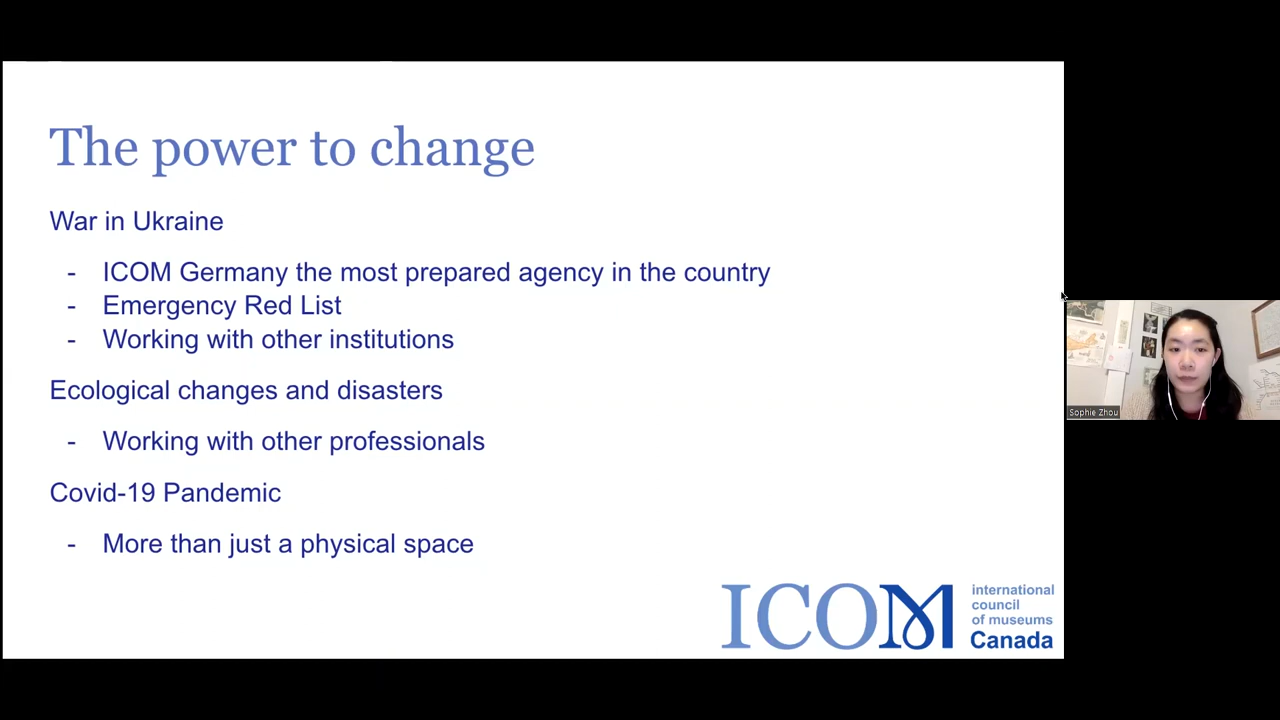 The power to change
War in Ukraine
- ICOM Germany the most prepared agency in the country
- Emergency Red List
- Working with other institutions
Ecological changes and disasters
- Working with other professionals
Covid-19 Pandemic
- More than just a physical space
ICOM
international
council
of museums
Canada
Sophie Zhou